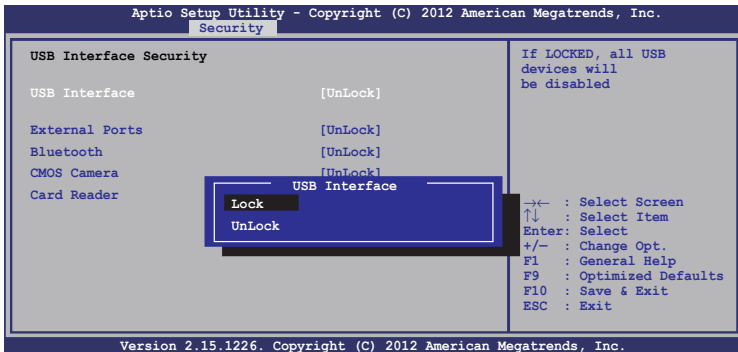 Aptio Setup Utility - Copyright (C) 2012 American Megatrends, Inc.
Security
USB Interface Security
USB Interface [UnLock]
External Ports [UnLock]
Bluetooth [UnLock]
CMOS Camera [UnLock]
Card Reader
USB Interface
Lock
UnLock
If LOCKED, all USB
devices will
be disabled
→← : Select Screen
↑↓ : Select Item
Enter: Select
+/— : Change Opt.
F1 : General Help
F9 : Optimized Defaults
F10 : Save & Exit
ESC : Exit
Version 2.15.1226. Copyright (C) 2012 American Megatrends, Inc.